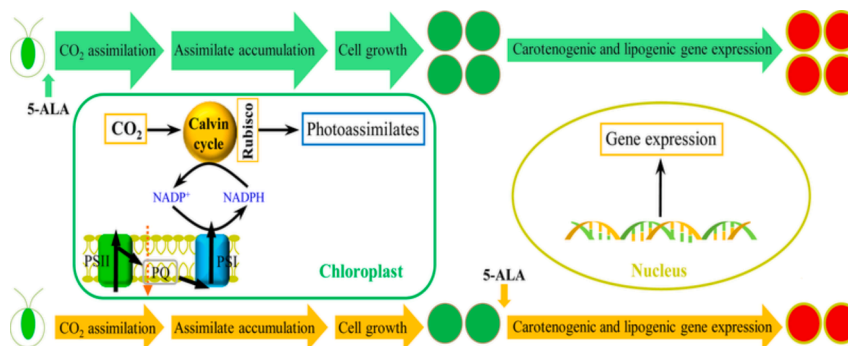 CO₂ assimilation
Assimilate accumulation
Cell growth
Carotenogenic and lipogenic gene expression
5-ALA
CO₂
Calvin
cycle
Rubisco
Photoassimilates
NADP⁺
NADPH
PSII
PQ
PSI
Chloroplast
Gene expression
Nucleus
5-ALA
CO₂ assimilation
Assimilate accumulation
Cell growth
Carotenogenic and lipogenic gene expression